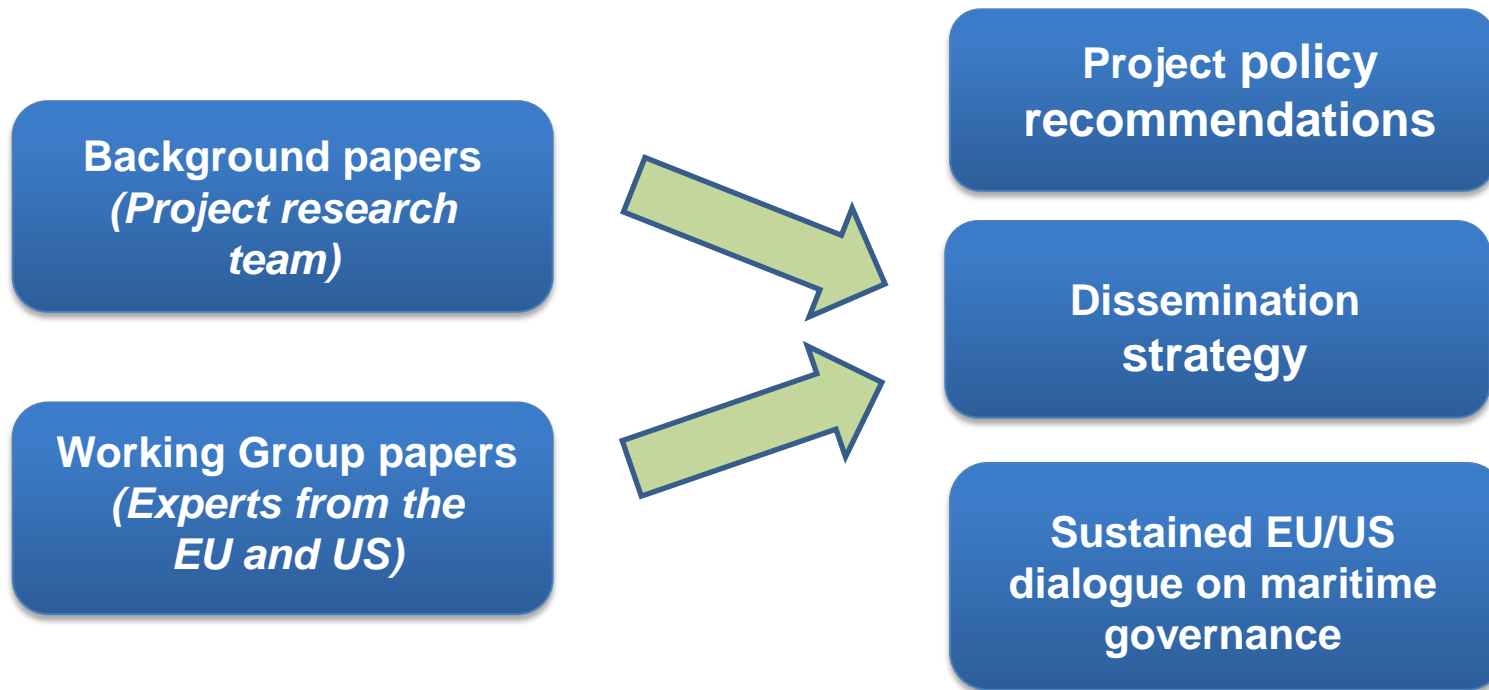 Background papers
(Project research
team)
Working Group papers
(Experts from the
EU and US)
Project policy
recommendations
Dissemination
strategy
Sustained EU/US
dialogue on maritime
governance